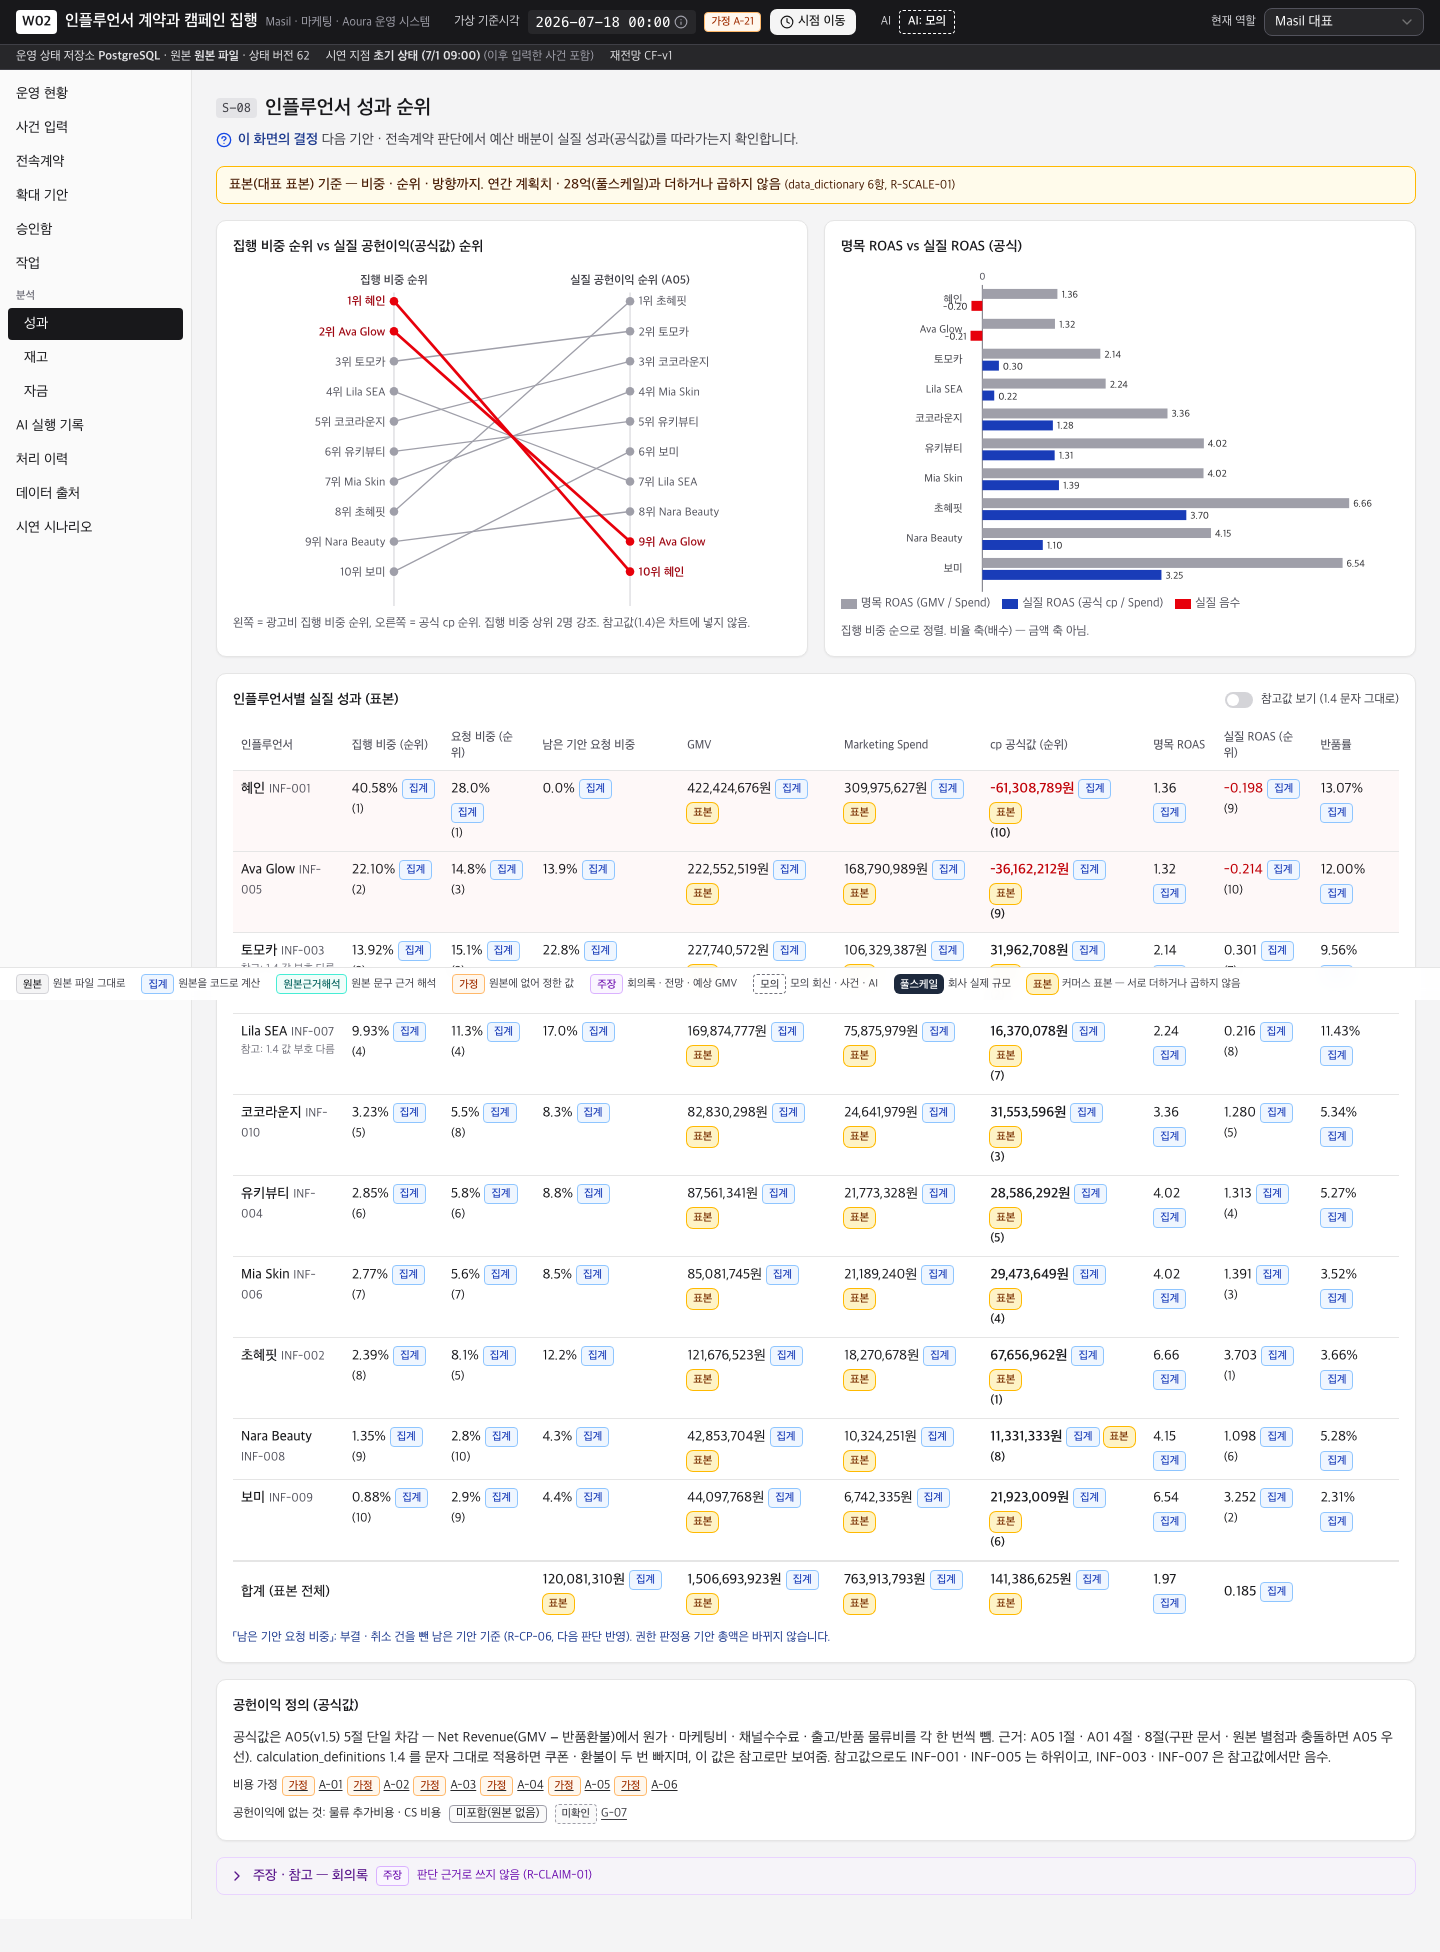 W02 인플루언서 계약과 캠페인 집행 Masil · 마케팅 · Aoura 운영 시스템 가상 기준시각 2026-07-18 00:00 가정 A-21 시점 이동 AI AI: 모의 현재 역할 Masil 대표
운영 상태 저장소 PostgreSQL · 원본 원본 파일 · 상태 버전 62 시연 지점 초기 상태 (7/1 09:00) (이후 입력한 사건 포함) 재전망 CF-v1
운영 현황
사건 입력
전속계약
확대 기안
승인함
작업
분석
성과
재고
자금
AI 실행 기록
처리 이력
데이터 출처
시연 시나리오
S-08 인플루언서 성과 순위
이 화면의 결정 다음 기안 · 전속계약 판단에서 예산 배분이 실질 성과(공식값)를 따라가는지 확인합니다.
표본(대표 표본) 기준 — 비중 · 순위 · 방향까지. 연간 계획치 · 28억(풀스케일)과 더하거나 곱하지 않음 (data_dictionary 6항, R-SCALE-01)
집행 비중 순위 vs 실질 공헌이익(공식값) 순위
집행 비중 순위 실질 공헌이익 순위 (A05)
1위 혜인 1위 초혜핏
2위 Ava Glow 2위 토모카
3위 토모카 3위 코코라운지
4위 Lila SEA 4위 Mia Skin
5위 코코라운지 5위 유키뷰티
6위 유키뷰티 6위 보미
7위 Mia Skin 7위 Lila SEA
8위 초혜핏 8위 Nara Beauty
9위 Nara Beauty 9위 Ava Glow
10위 보미 10위 혜인
왼쪽 = 광고비 집행 비중 순위, 오른쪽 = 공식 cp 순위. 집행 비중 상위 2명 강조. 참고값(1.4)은 차트에 넣지 않음.
명목 ROAS vs 실질 ROAS (공식)
0
혜인 1.36
-0.20
Ava Glow 1.32
-0.21
토모카 2.14
0.30
Lila SEA 2.24
0.22
코코라운지 3.36
1.28
유키뷰티 4.02
1.31
Mia Skin 4.02
1.39
초혜핏 6.66
3.70
Nara Beauty 4.15
1.10
보미 6.54
3.25
명목 ROAS (GMV / Spend) 실질 ROAS (공식 cp / Spend) 실질 음수
집행 비중 순으로 정렬. 비율 축(배수) — 금액 축 아님.
인플루언서별 실질 성과 (표본) 참고값 보기 (1.4 문자 그대로)
인플루언서 집행 비중 (순위) 요청 비중 (순위) 남은 기안 요청 비중 GMV Marketing Spend cp 공식값 (순위) 명목 ROAS 실질 ROAS (순위) 반품률
혜인 INF-001 40.58% 집계 28.0% 0.0% 집계 422,424,676원 집계 309,975,627원 집계 -61,308,789원 집계 1.36 -0.198 집계 13.07%
(1) 집계 표본 표본 표본 집계 (9) 집계
(1) (10)
Ava Glow INF- 22.10% 집계 14.8% 집계 13.9% 집계 222,552,519원 집계 168,790,989원 집계 -36,162,212원 집계 1.32 -0.214 집계 12.00%
005 (2) (3) 표본 표본 표본 집계 (10) 집계
(9)
토모카 INF-003 13.92% 집계 15.1% 집계 22.8% 집계 227,740,572원 집계 106,329,387원 집계 31,962,708원 집계 2.14 0.301 집계 9.56%
원본 원본 파일 그대로 집계 원본을 코드로 계산 원본근거해석 원본 문구 근거 해석 가정 원본에 없어 정한 값 주장 회의록 · 전망 · 예상 GMV 모의 모의 회신 · 사건 · AI 풀스케일 회사 실제 규모 표본 커머스 표본 — 서로 더하거나 곱하지 않음
Lila SEA INF-007 9.93% 집계 11.3% 집계 17.0% 집계 169,874,777원 집계 75,875,979원 집계 16,370,078원 집계 2.24 0.216 집계 11.43%
참고: 1.4 값 부호 다름 (4) (4) 표본 표본 표본 집계 (8) 집계
(7)
코코라운지 INF- 3.23% 집계 5.5% 집계 8.3% 집계 82,830,298원 집계 24,641,979원 집계 31,553,596원 집계 3.36 1.280 집계 5.34%
010 (5) (8) 표본 표본 표본 집계 (5) 집계
(3)
유키뷰티 INF- 2.85% 집계 5.8% 집계 8.8% 집계 87,561,341원 집계 21,773,328원 집계 28,586,292원 집계 4.02 1.313 집계 5.27%
004 (6) (6) 표본 표본 표본 집계 (4) 집계
(5)
Mia Skin INF- 2.77% 집계 5.6% 집계 8.5% 집계 85,081,745원 집계 21,189,240원 집계 29,473,649원 집계 4.02 1.391 집계 3.52%
006 (7) (7) 표본 표본 표본 집계 (3) 집계
(4)
초혜핏 INF-002 2.39% 집계 8.1% 집계 12.2% 집계 121,676,523원 집계 18,270,678원 집계 67,656,962원 집계 6.66 3.703 집계 3.66%
(8) (5) 표본 표본 표본 집계 (1) 집계
(1)
Nara Beauty 1.35% 집계 2.8% 집계 4.3% 집계 42,853,704원 집계 10,324,251원 집계 11,331,333원 집계 표본 4.15 1.098 집계 5.28%
INF-008 (9) (10) 표본 표본 (8) 집계 (6) 집계
보미 INF-009 0.88% 집계 2.9% 집계 4.4% 집계 44,097,768원 집계 6,742,335원 집계 21,923,009원 집계 6.54 3.252 집계 2.31%
(10) (9) 표본 표본 표본 집계 (2) 집계
(6)
합계 (표본 전체) 120,081,310원 집계 표본 1,506,693,923원 집계 표본 763,913,793원 집계 표본 141,386,625원 집계 표본 1.97 집계 0.185 집계
「남은 기안 요청 비중」: 부결 · 취소 건을 뺀 남은 기안 기준 (R-CP-06, 다음 판단 반영). 권한 판정용 기안 총액은 바뀌지 않습니다.
공헌이익 정의 (공식값)
공식값은 A05(v1.5) 5절 단일 차감 — Net Revenue(GMV − 반품환불)에서 원가 · 마케팅비 · 채널수수료 · 출고/반품 물류비를 각 한 번씩 뺌. 근거: A05 1절 · A01 4절 · 8절(구판 문서 · 원본 별첨과 충돌하면 A05 우
선). calculation_definitions 1.4 를 문자 그대로 적용하면 쿠폰 · 환불이 두 번 빠지며, 이 값은 참고로만 보여줌. 참고값으로도 INF-001 · INF-005 는 하위이고, INF-003 · INF-007 은 참고값에서만 음수.
비용 가정 가정 A-01 가정 A-02 가정 A-03 가정 A-04 가정 A-05 가정 A-06
공헌이익에 없는 것: 물류 추가비용 · CS 비용 미포함(원본 없음) 미확인 G-07
주장 · 참고 — 회의록 주장 판단 근거로 쓰지 않음 (R-CLAIM-01)